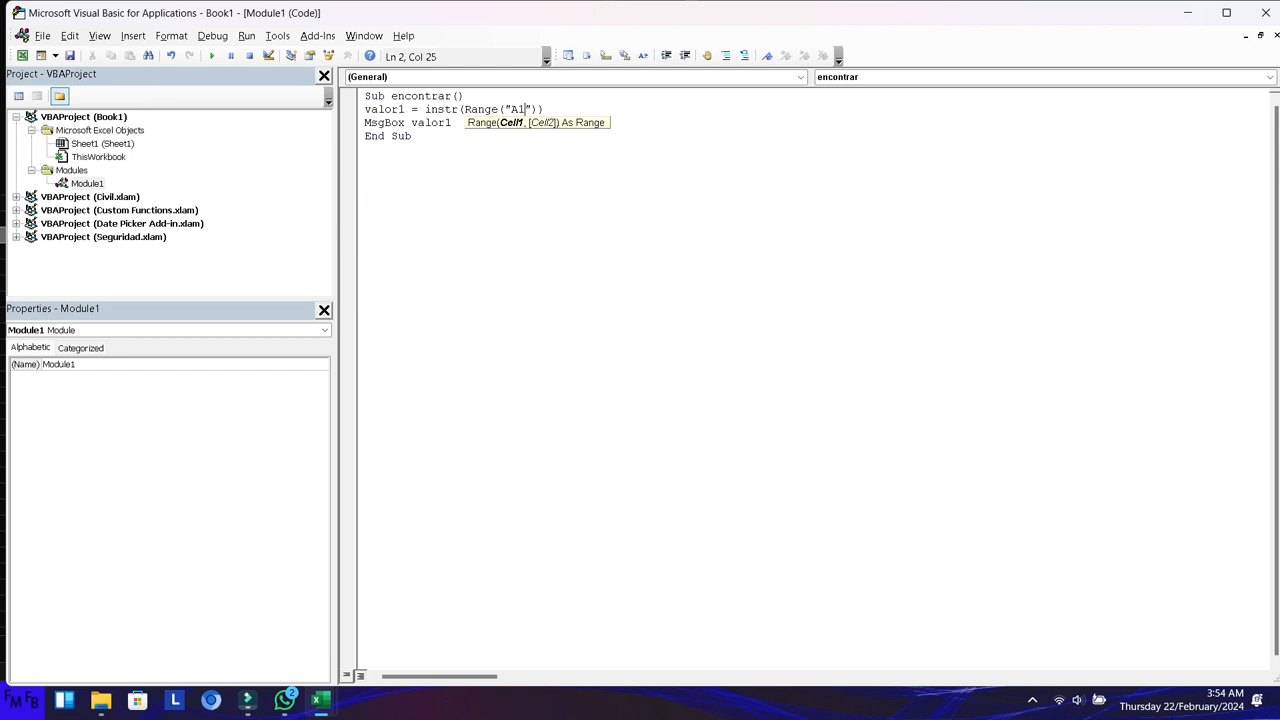 Microsoft Visual Basic for Applications - Book1 - [Module1 (Code)]
File Edit View Insert Format Debug Run Tools Add-Ins Window Help
Ln 2, Col 25
Project - VBAProject
(General) encontrar
VBAProject (Book1)
Microsoft Excel Objects
Sheet1 (Sheet1)
ThisWorkbook
Modules
Module1
VBAProject (Civil.xlam)
VBAProject (Custom Functions.xlam)
VBAProject (Date Picker Add-in.xlam)
VBAProject (Seguridad.xlam)
Sub encontrar()
valor1 = instr(Range("A1"))
MsgBox valor1
Range(Cell1, [Cell2]) As Range
End Sub
Properties - Module1
Module1 Module
Alphabetic Categorized
(Name) Module1
FM FB
L
2
3:54 AM
Thursday 22/February/2024